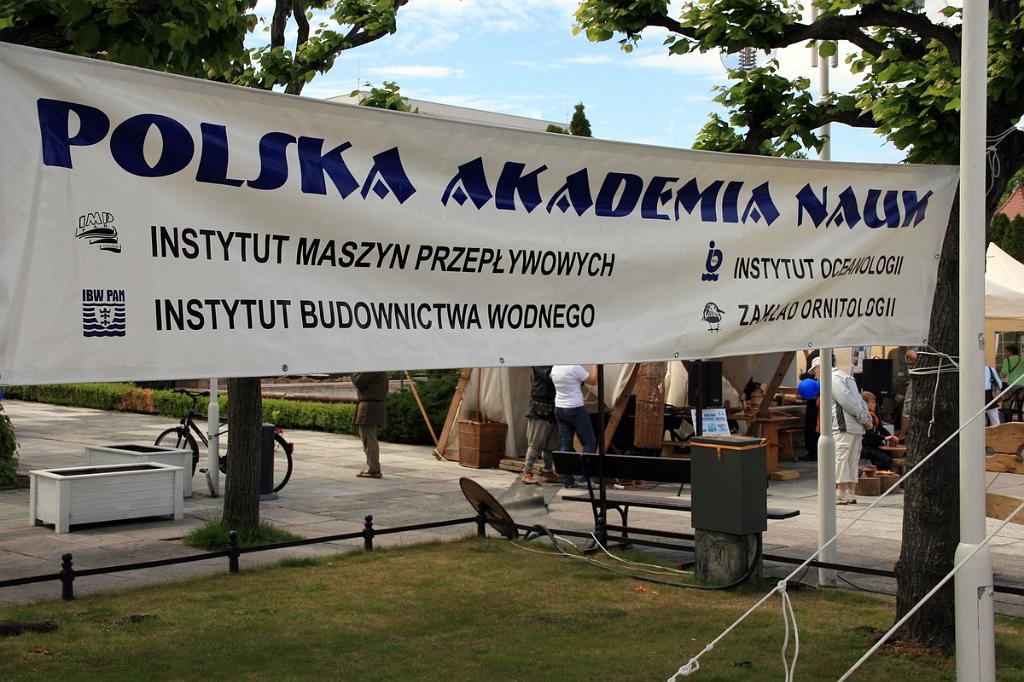 POLSKA AKADEMIA NAUK
IMP
INSTYTUT MASZYN PRZEPŁYWOWYCH
IBW PAN
INSTYTUT BUDOWNICTWA WODNEGO
INSTYTUT OCEANOLOGII
ZAKŁAD ORNITOLOGII